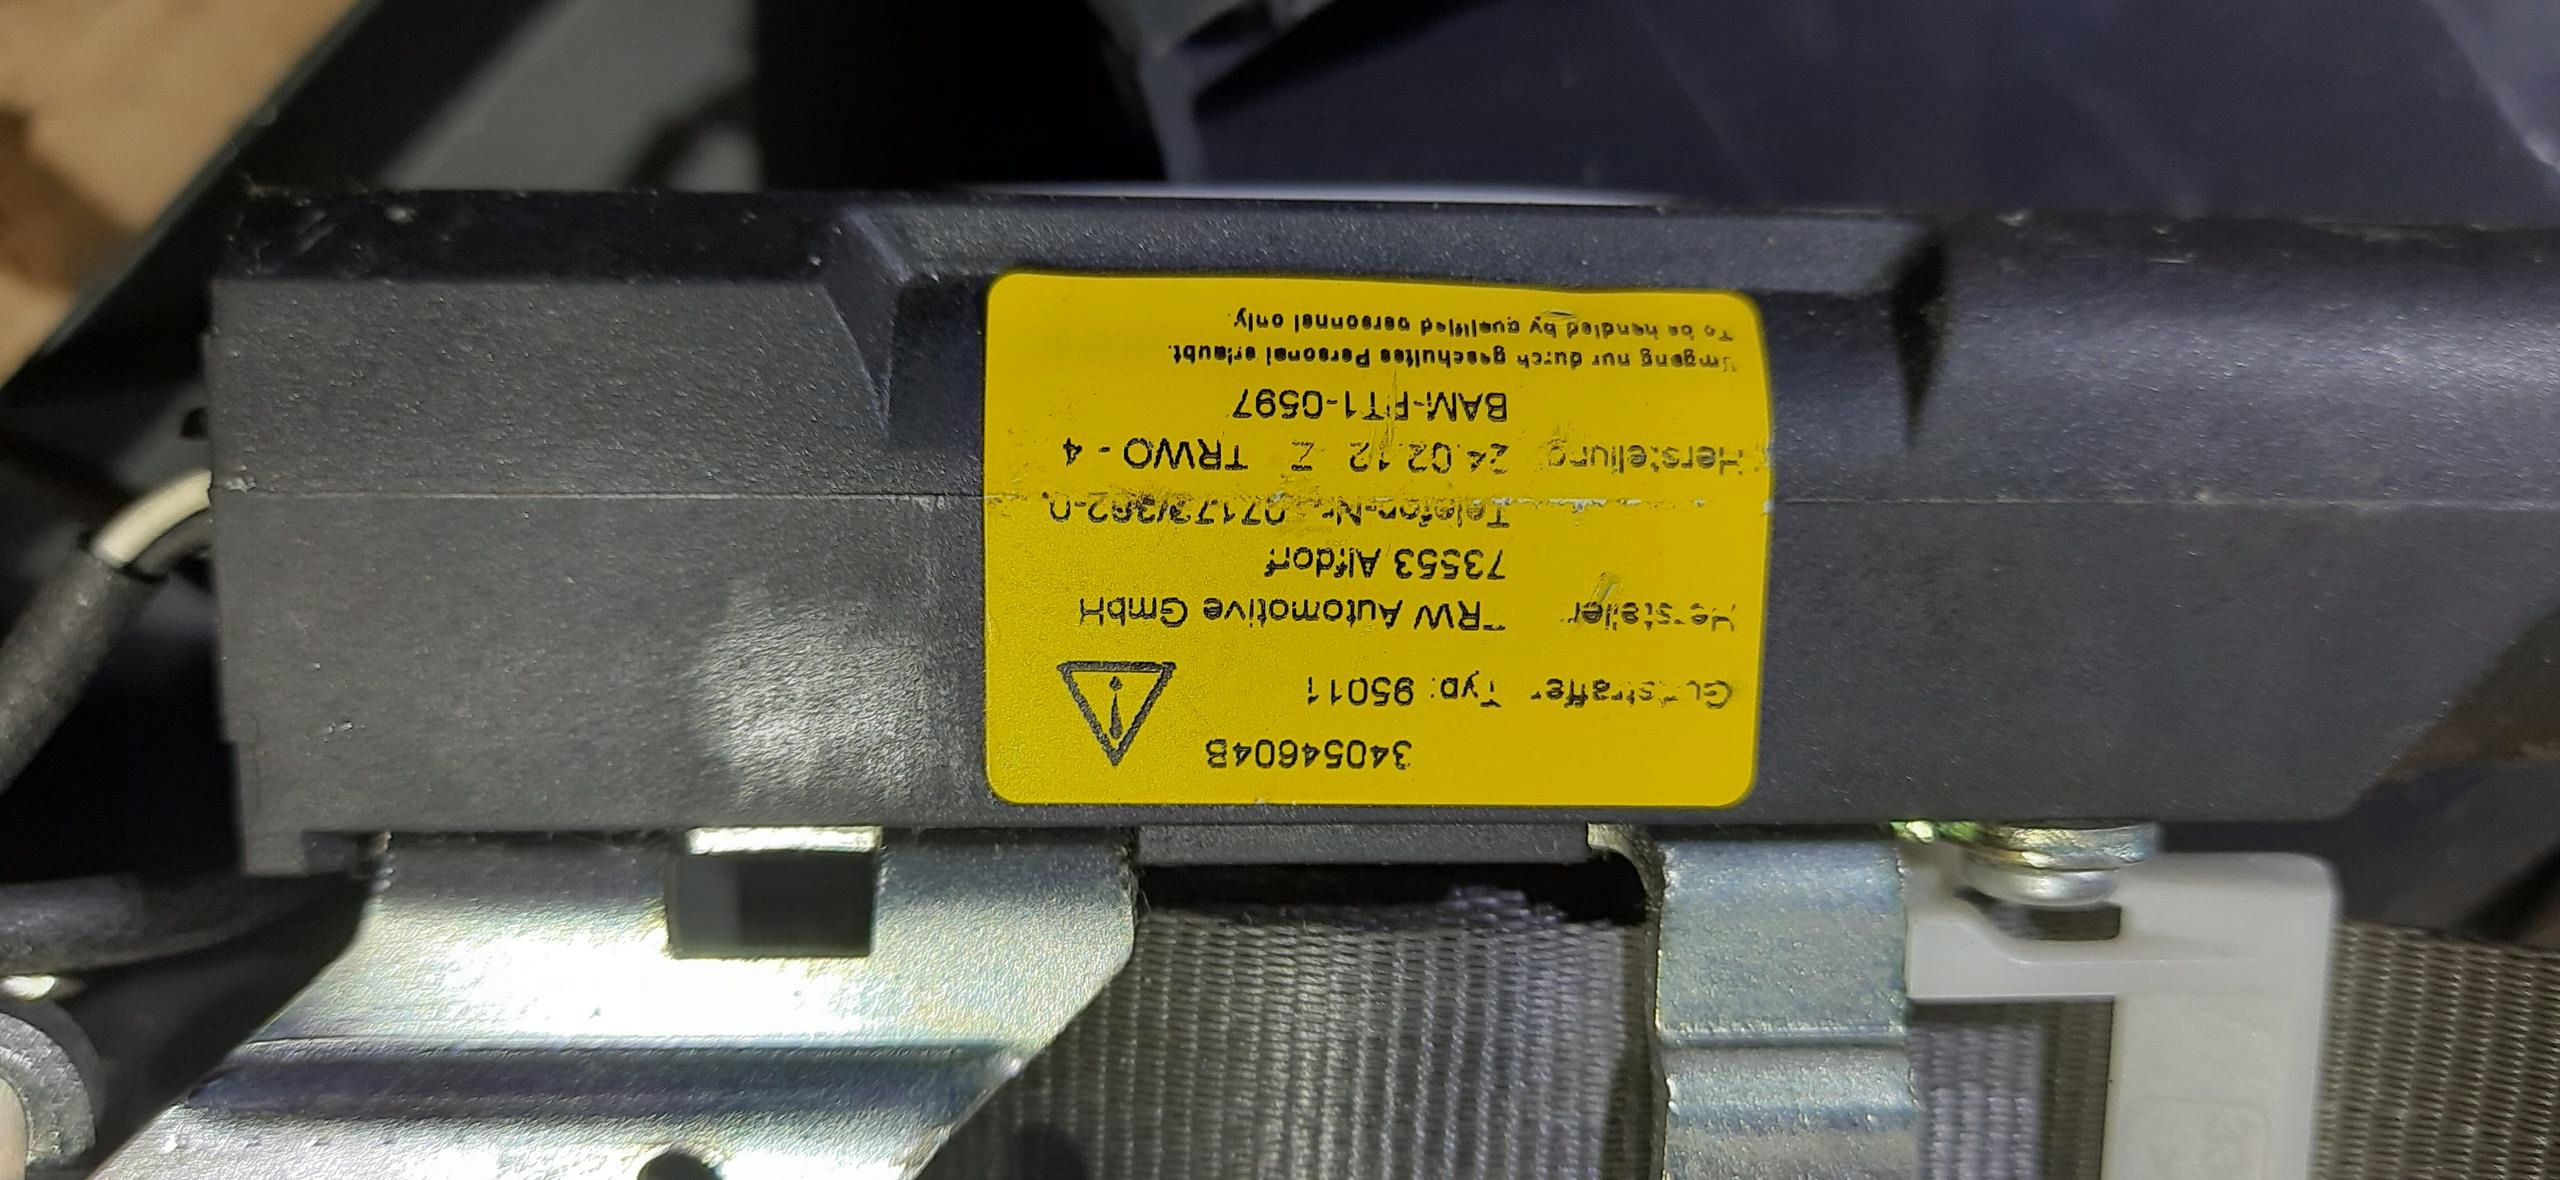 34054604B
Gurtstraffer Typ: 95011
Hersteller TRW Automotive GmbH
73553 Alfdorf
Telefon-Nr. 07173/362-0
Herstellung 24.02.12 Z TRWO - 4
BAM-PT1-0597
Umgang nur durch geschultes Personal erlaubt.
To be handled by qualified personnel only.